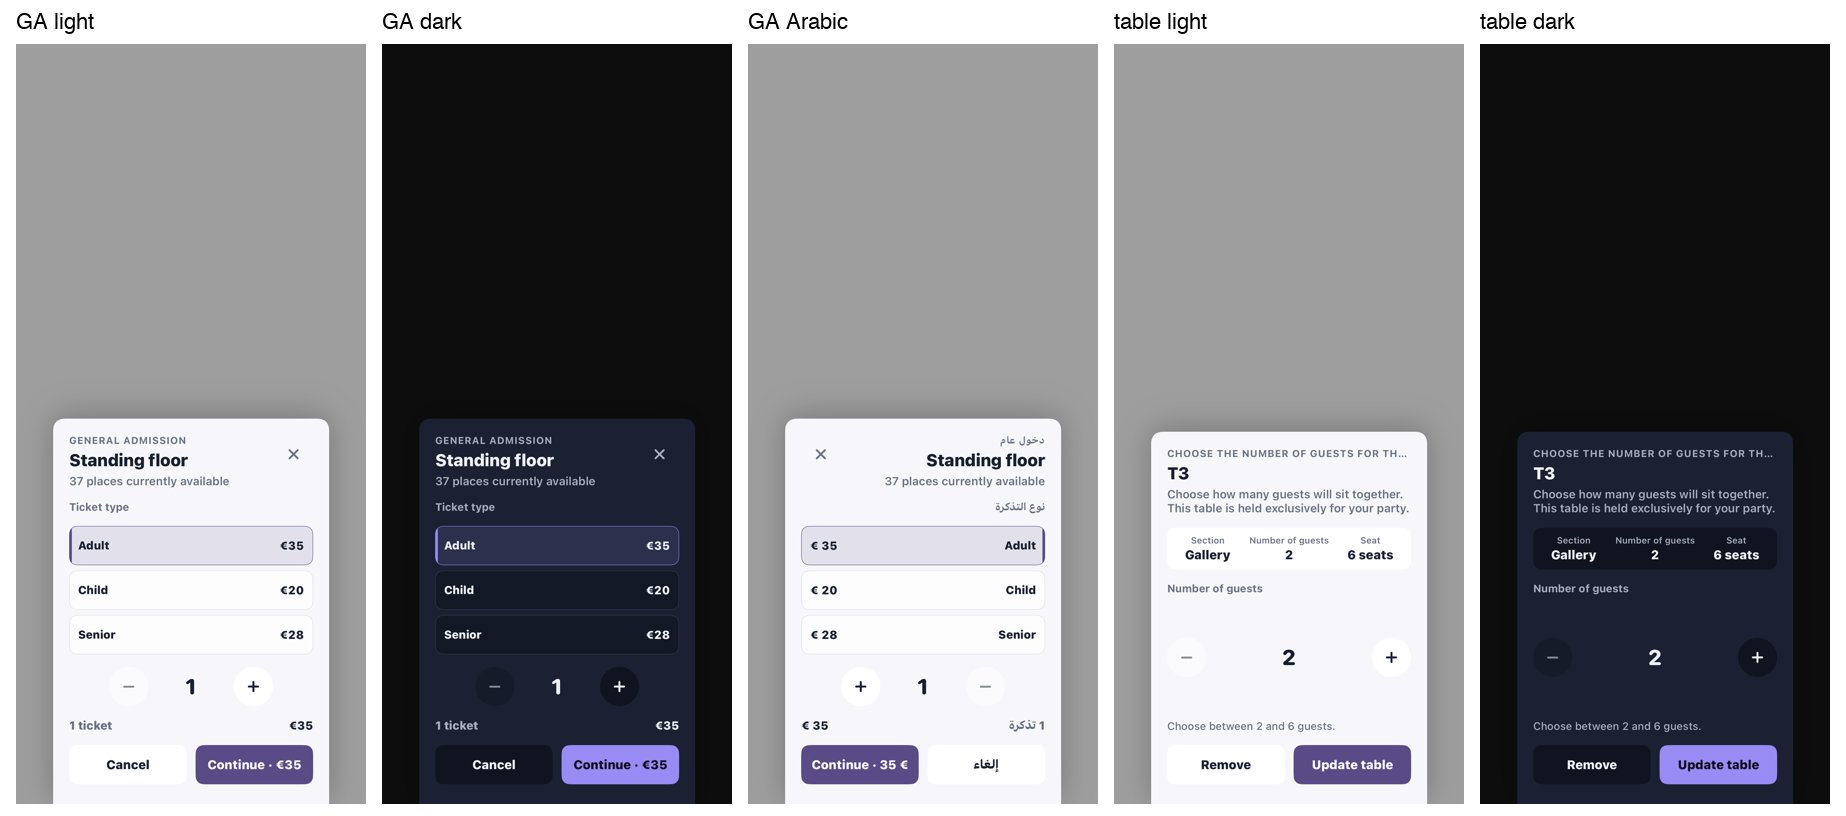 GA light
GENERAL ADMISSION
Standing floor
37 places currently available
Ticket type
Adult €35
Child €20
Senior €28
1
1 ticket €35
Cancel Continue · €35
GA dark
GENERAL ADMISSION
Standing floor
37 places currently available
Ticket type
Adult €35
Child €20
Senior €28
1
1 ticket €35
Cancel Continue · €35
GA Arabic
دخول عام
Standing floor
37 places currently available
نوع التذكرة
Adult € 35
Child € 20
Senior € 28
1
1 تذكرة € 35
إلغاء Continue · 35 €
table light
CHOOSE THE NUMBER OF GUESTS FOR TH...
T3
Choose how many guests will sit together.
This table is held exclusively for your party.
Section Number of guests Seat
Gallery 2 6 seats
Number of guests
2
Choose between 2 and 6 guests.
Remove Update table
table dark
CHOOSE THE NUMBER OF GUESTS FOR TH...
T3
Choose how many guests will sit together.
This table is held exclusively for your party.
Section Number of guests Seat
Gallery 2 6 seats
Number of guests
2
Choose between 2 and 6 guests.
Remove Update table